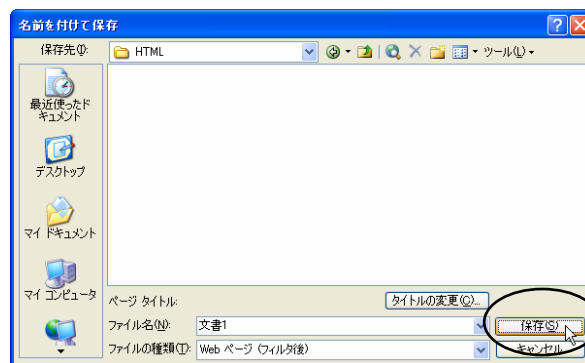 名前を付けて保存
保存先(I):
HTML
ツール(L)
最近使ったド
キュメント
デスクトップ
マイ ドキュメント
マイ コンピュータ
ページ タイトル:
タイトルの変更(C)...
ファイル名(N):
文書1
保存(S)
ファイルの種類(T):
Web ページ (フィルタ後)
キャンセル